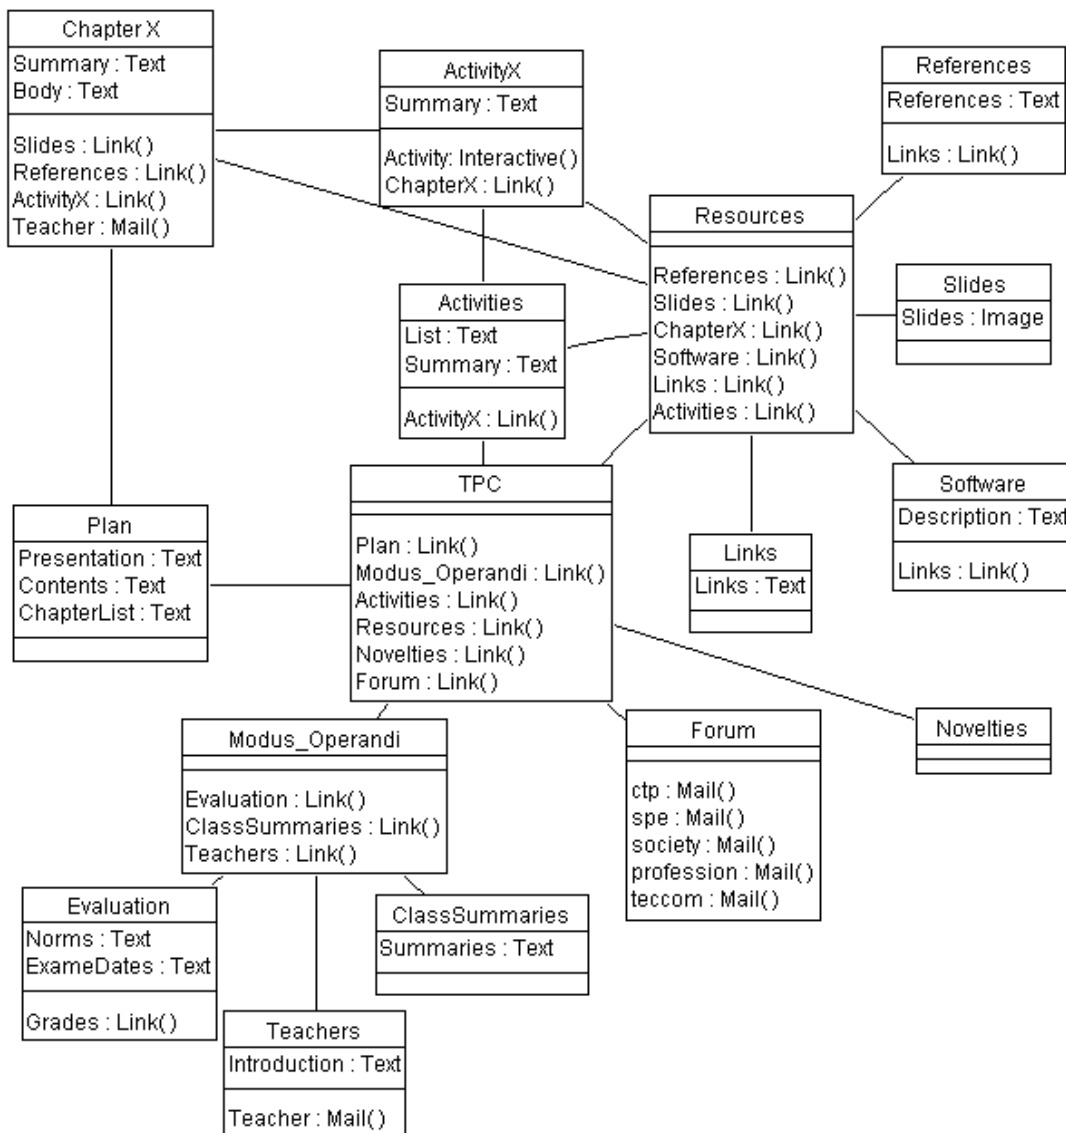 Chapter X
Summary : Text
Body : Text
Slides : Link()
References : Link()
ActivityX : Link()
Teacher : Mail()
ActivityX
Summary : Text
Activity: Interactive()
ChapterX : Link()
References
References : Text
Links : Link()
Resources
References : Link()
Slides : Link()
ChapterX : Link()
Software : Link()
Links : Link()
Activities : Link()
Slides
Slides : Image
Activities
List : Text
Summary : Text
ActivityX : Link()
Software
Description : Text
Links : Link()
TPC
Plan : Link()
Modus_Operandi : Link()
Activities : Link()
Resources : Link()
Novelties : Link()
Forum : Link()
Plan
Presentation : Text
Contents : Text
ChapterList : Text
Links
Links : Text
Novelties
Modus_Operandi
Evaluation : Link()
ClassSummaries : Link()
Teachers : Link()
Forum
ctp : Mail()
spe : Mail()
society : Mail()
profession : Mail()
teccom : Mail()
Evaluation
Norms : Text
ExameDates : Text
Grades : Link()
ClassSummaries
Summaries : Text
Teachers
Introduction : Text
Teacher : Mail()